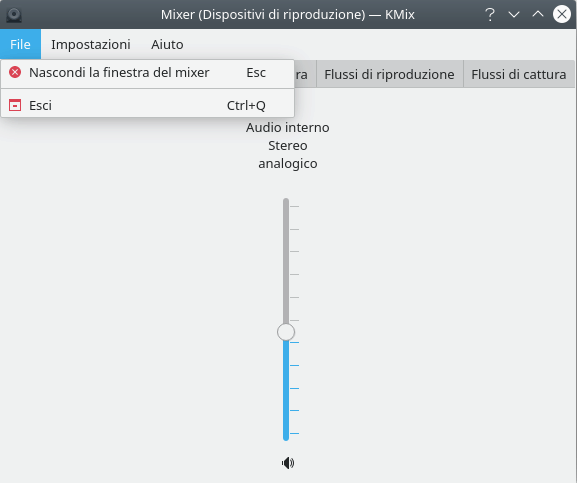 Mixer (Dispositivi di riproduzione) — KMix
File Impostazioni Aiuto
Nascondi la finestra del mixer Esc
Esci Ctrl+Q
Flussi di riproduzione Flussi di cattura
Audio interno
Stereo
analogico